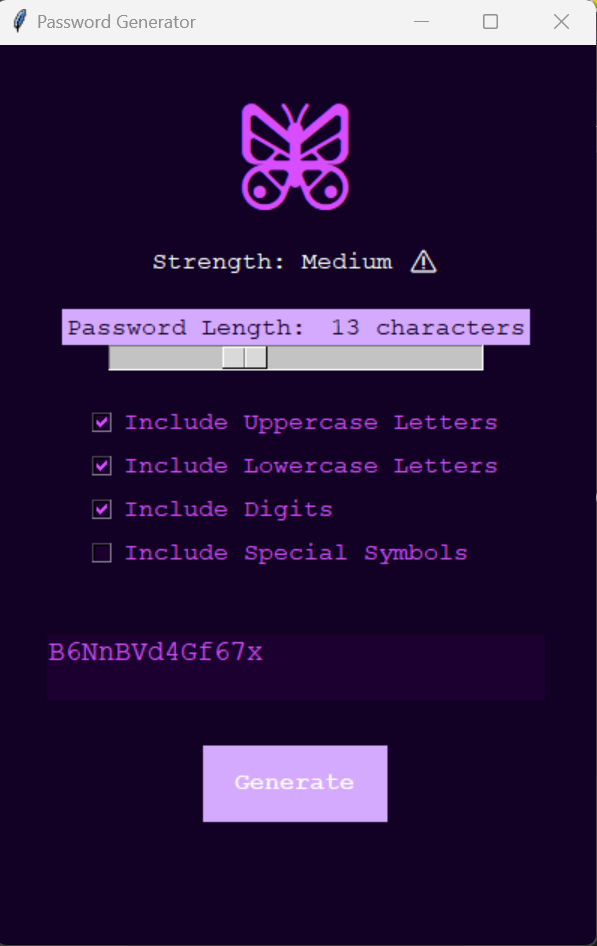 Password Generator
Strength: Medium ⚠
Password Length: 13 characters
Include Uppercase Letters
Include Lowercase Letters
Include Digits
Include Special Symbols
B6NnBVd4Gf67x
Generate